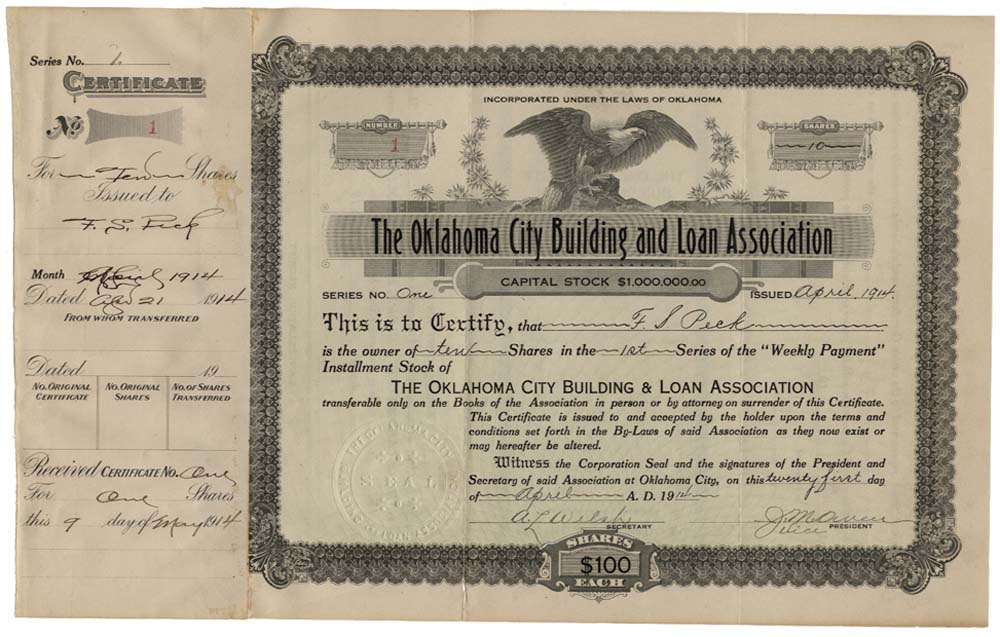 Series No. 1.
CERTIFICATE
No 1
For Ten Shares
Issued to
F. S. Peck
Month April 1914
Dated Apr 21 1914
FROM WHOM TRANSFERRED
Dated 19
NO. ORIGINAL CERTIFICATE
NO. ORIGINAL SHARES
NO. OF SHARES TRANSFERRED
Received CERTIFICATE NO. One
For One Shares
this 9 day of May 1914
INCORPORATED UNDER THE LAWS OF OKLAHOMA
NUMBER
1
SHARES
10
The Oklahoma City Building and Loan Association
CAPITAL STOCK $1,000,000.00
SERIES NO. One
ISSUED April, 1914.
This is to Certify, that F. S Peck
is the owner of ten Shares in the 1st Series of the "Weekly Payment"
Installment Stock of
THE OKLAHOMA CITY BUILDING & LOAN ASSOCIATION
transferable only on the Books of the Association in person or by attorney on surrender of this Certificate.
This Certificate is issued to and accepted by the holder upon the terms and
conditions set forth in the By-Laws of said Association as they now exist or
may hereafter be altered.
Witness the Corporation Seal and the signatures of the President and
Secretary of said Association at Oklahoma City, on this twenty first day
of April A. D. 1914
SEAL
SECRETARY
Vice PRESIDENT
SHARES
$100
EACH